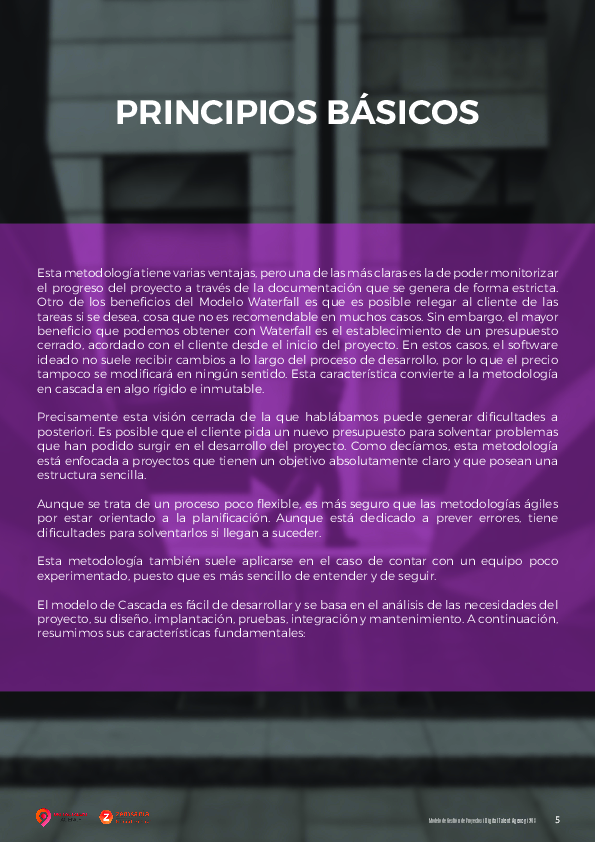 PRINCIPIOS BÁSICOS
Esta metodología tiene varias ventajas, pero una de las más claras es la de poder monitorizar
el progreso del proyecto a través de la documentación que se genera de forma estricta.
Otro de los beneficios del Modelo Waterfall es que es posible relegar al cliente de las
tareas si se desea, cosa que no es recomendable en muchos casos. Sin embargo, el mayor
beneficio que podemos obtener con Waterfall es el establecimiento de un presupuesto
cerrado, acordado con el cliente desde el inicio del proyecto. En estos casos, el software
ideado no suele recibir cambios a lo largo del proceso de desarrollo, por lo que el precio
tampoco se modificará en ningún sentido. Esta característica convierte a la metodología
en cascada en algo rígido e inmutable.
Precisamente esta visión cerrada de la que hablábamos puede generar dificultades a
posteriori. Es posible que el cliente pida un nuevo presupuesto para solventar problemas
que han podido surgir en el desarrollo del proyecto. Como decíamos, esta metodología
está enfocada a proyectos que tienen un objetivo absolutamente claro y que posean una
estructura sencilla.
Aunque se trata de un proceso poco flexible, es más seguro que las metodologías ágiles
por estar orientado a la planificación. Aunque está dedicado a prever errores, tiene
dificultades para solventarlos si llegan a suceder.
Esta metodología también suele aplicarse en el caso de contar con un equipo poco
experimentado, puesto que es más sencillo de entender y de seguir.
El modelo de Cascada es fácil de desarrollar y se basa en el análisis de las necesidades del
proyecto, su diseño, implantación, pruebas, integración y mantenimiento. A continuación,
resumimos sus características fundamentales:
Modelo de Gestión de Proyectos | Digital Talent Agency | 5